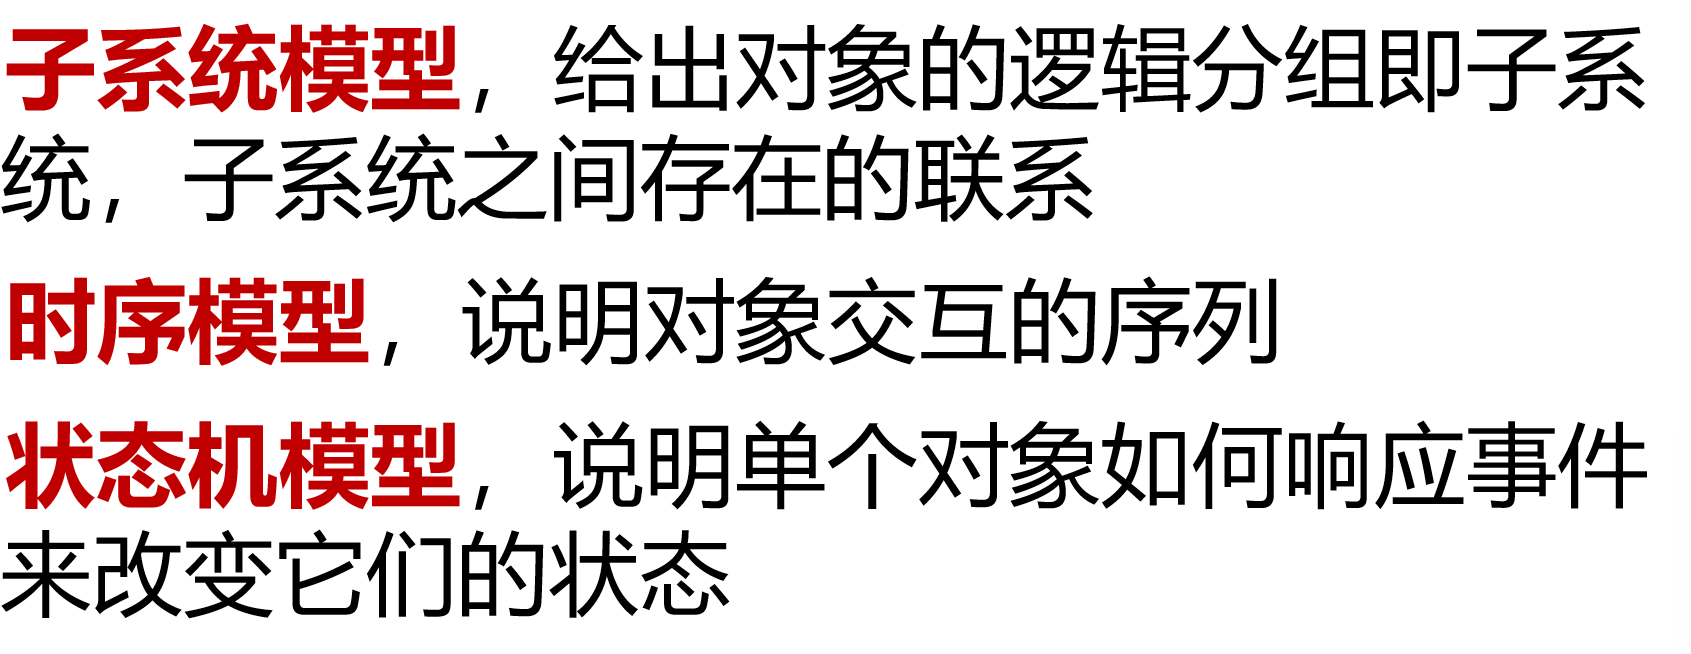 子系统模型，给出对象的逻辑分组即子系
统，子系统之间存在的联系
时序模型，说明对象交互的序列
状态机模型，说明单个对象如何响应事件
来改变它们的状态